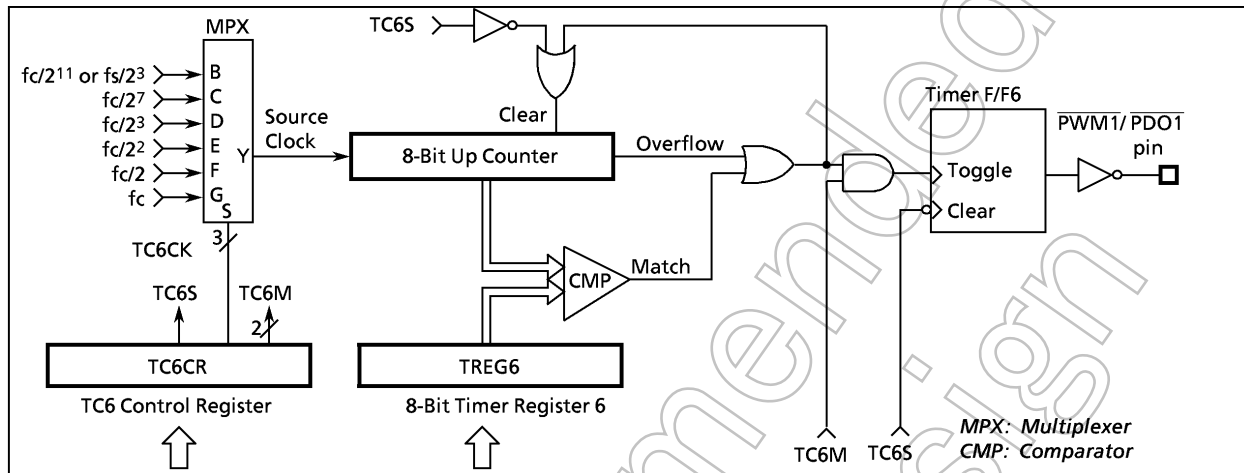 MPX
TC6S
fc/2¹¹ or fs/2³
B
fc/2⁷
C
fc/2³
D
fc/2²
E
fc/2
F
fc
G
S
Y
Source
Clock
Clear
8-Bit Up Counter
Overflow
Timer F/F6
Toggle
Clear
PWM1/ PDO1
pin
3
TC6CK
CMP
Match
TC6S
TC6M
2
TC6CR
TREG6
TC6 Control Register
8-Bit Timer Register 6
TC6M
TC6S
MPX: Multiplexer
CMP: Comparator